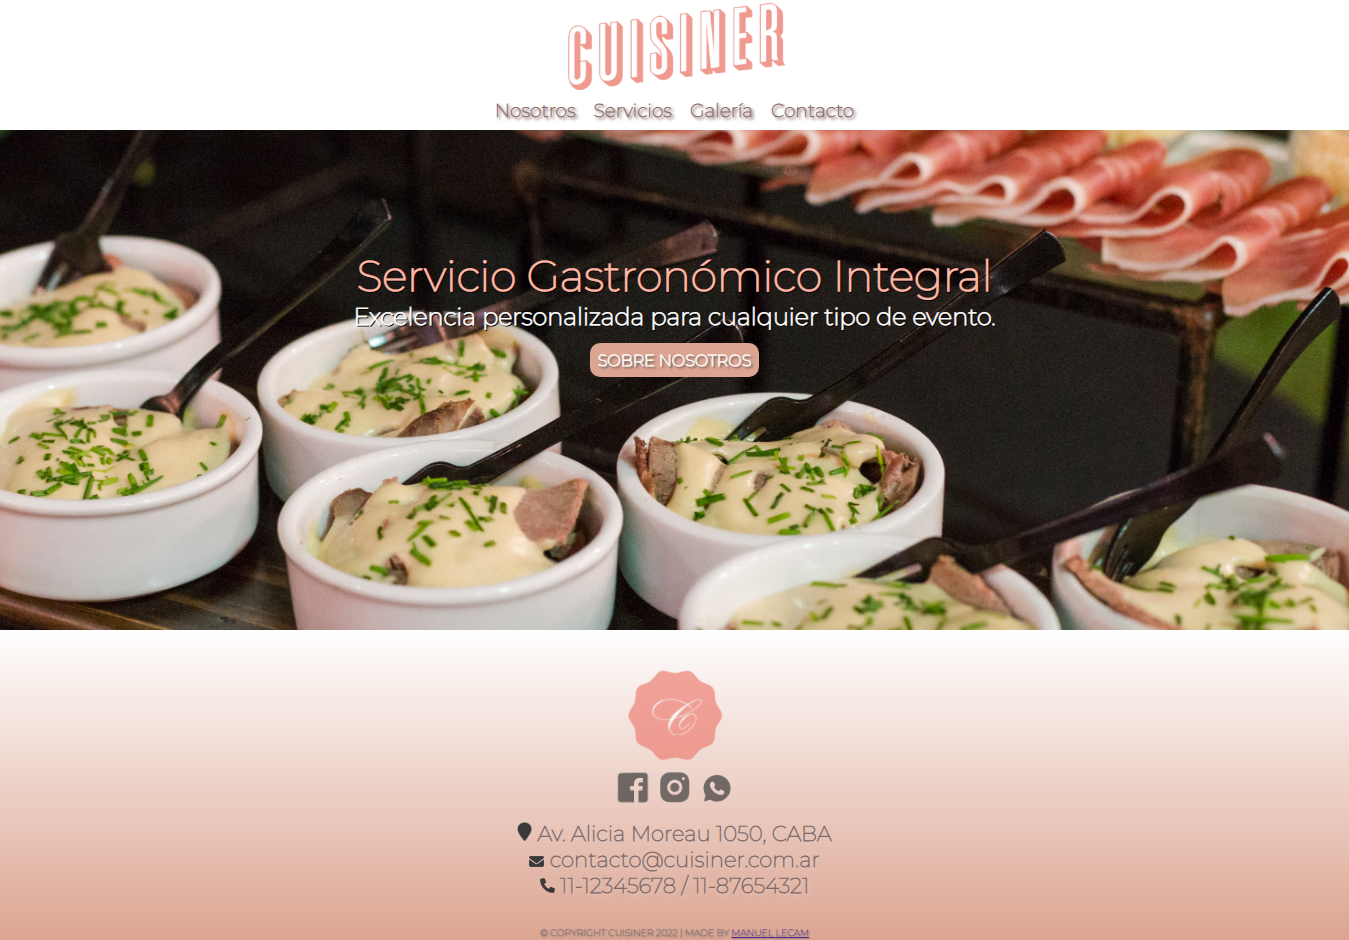 CUISINER
Nosotros Servicios Galería Contacto
Servicio Gastronómico Integral
Excelencia personalizada para cualquier tipo de evento.
SOBRE NOSOTROS
C
Av. Alicia Moreau 1050, CABA
contacto@cuisiner.com.ar
11-12345678 / 11-87654321
© COPYRIGHT CUISINER 2022 | MADE BY MANUEL LECAM